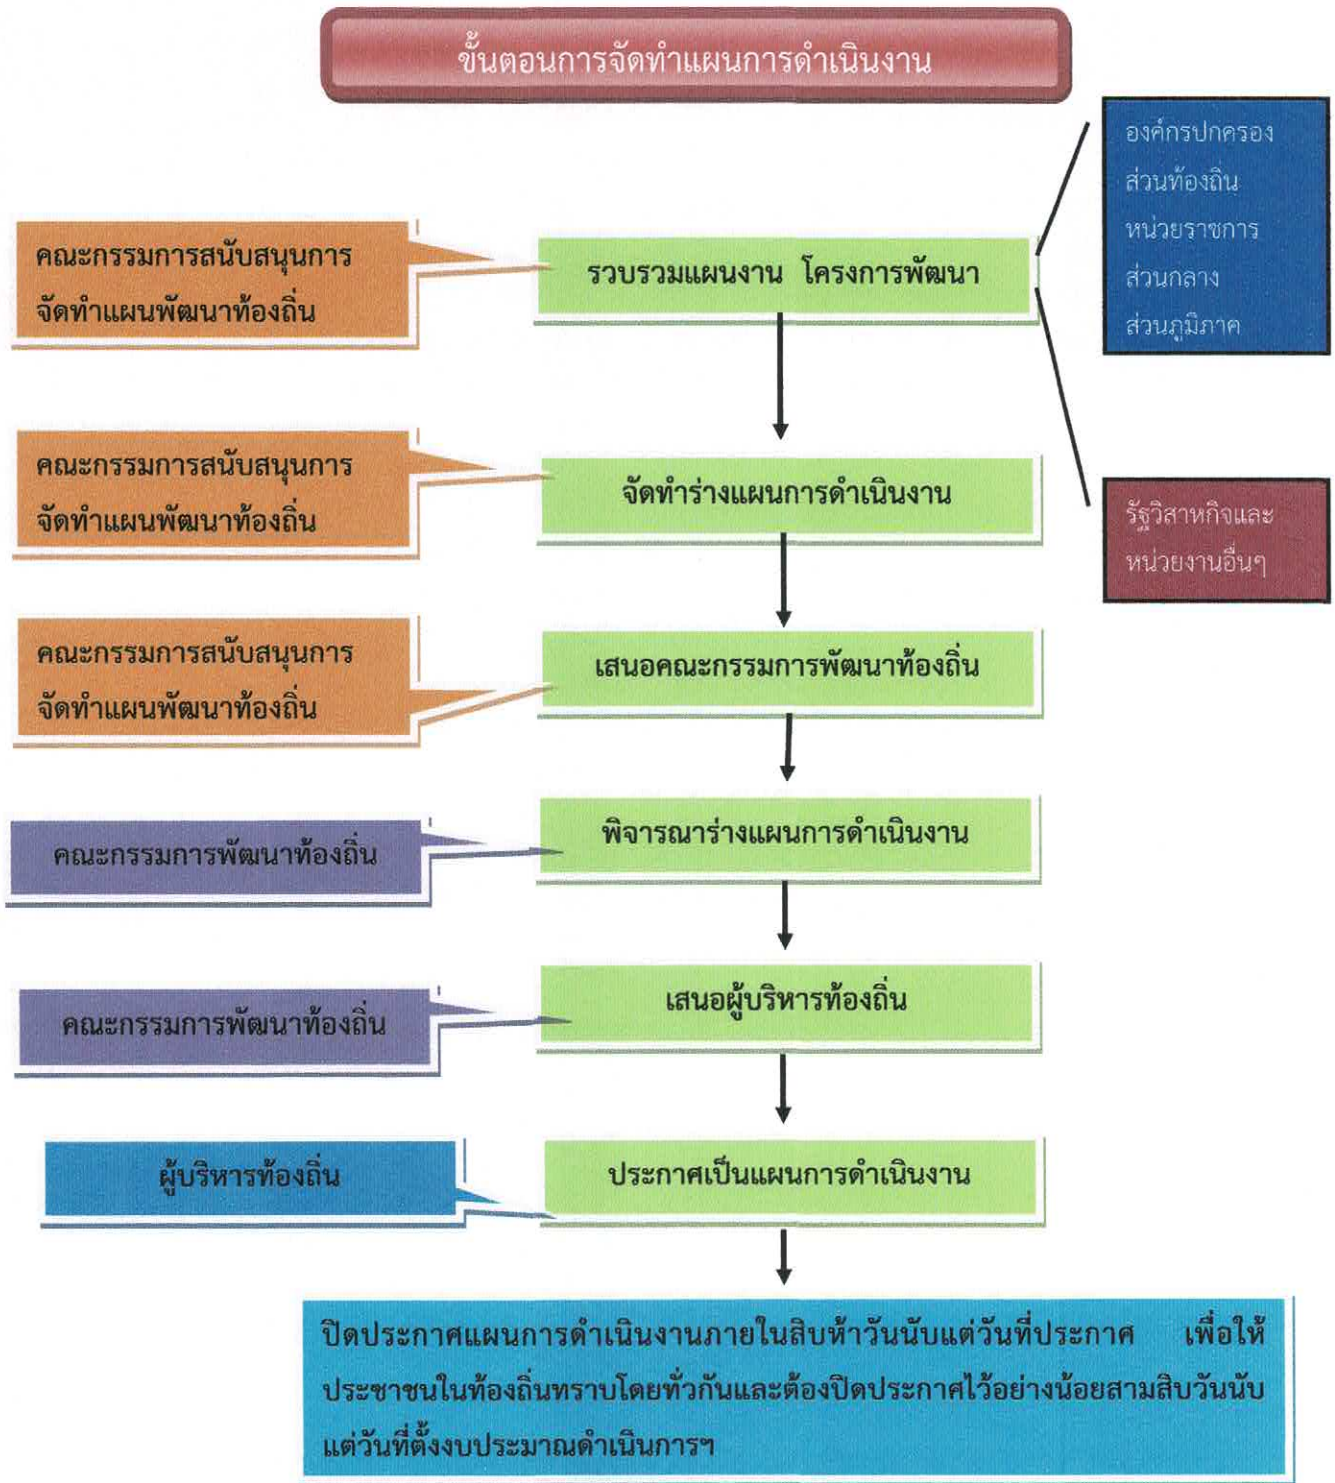 ขั้นตอนการจัดทำแผนการดำเนินงาน
องค์กรปกครอง
ส่วนท้องถิ่น
หน่วยราชการ
ส่วนกลาง
ส่วนภูมิภาค
คณะกรรมการสนับสนุนการ
จัดทำแผนพัฒนาท้องถิ่น
รวบรวมแผนงาน โครงการพัฒนา
คณะกรรมการสนับสนุนการ
จัดทำแผนพัฒนาท้องถิ่น
จัดทำร่างแผนการดำเนินงาน
รัฐวิสาหกิจและ
หน่วยงานอื่นๆ
คณะกรรมการสนับสนุนการ
จัดทำแผนพัฒนาท้องถิ่น
เสนอคณะกรรมการพัฒนาท้องถิ่น
คณะกรรมการพัฒนาท้องถิ่น
พิจารณาร่างแผนการดำเนินงาน
คณะกรรมการพัฒนาท้องถิ่น
เสนอผู้บริหารท้องถิ่น
ผู้บริหารท้องถิ่น
ประกาศเป็นแผนการดำเนินงาน
ปิดประกาศแผนการดำเนินงานภายในสิบห้าวันนับแต่วันที่ประกาศ เพื่อให้
ประชาชนในท้องถิ่นทราบโดยทั่วกันและต้องปิดประกาศไว้อย่างน้อยสามสิบวันนับ
แต่วันที่ตั้งงบประมาณดำเนินการฯ